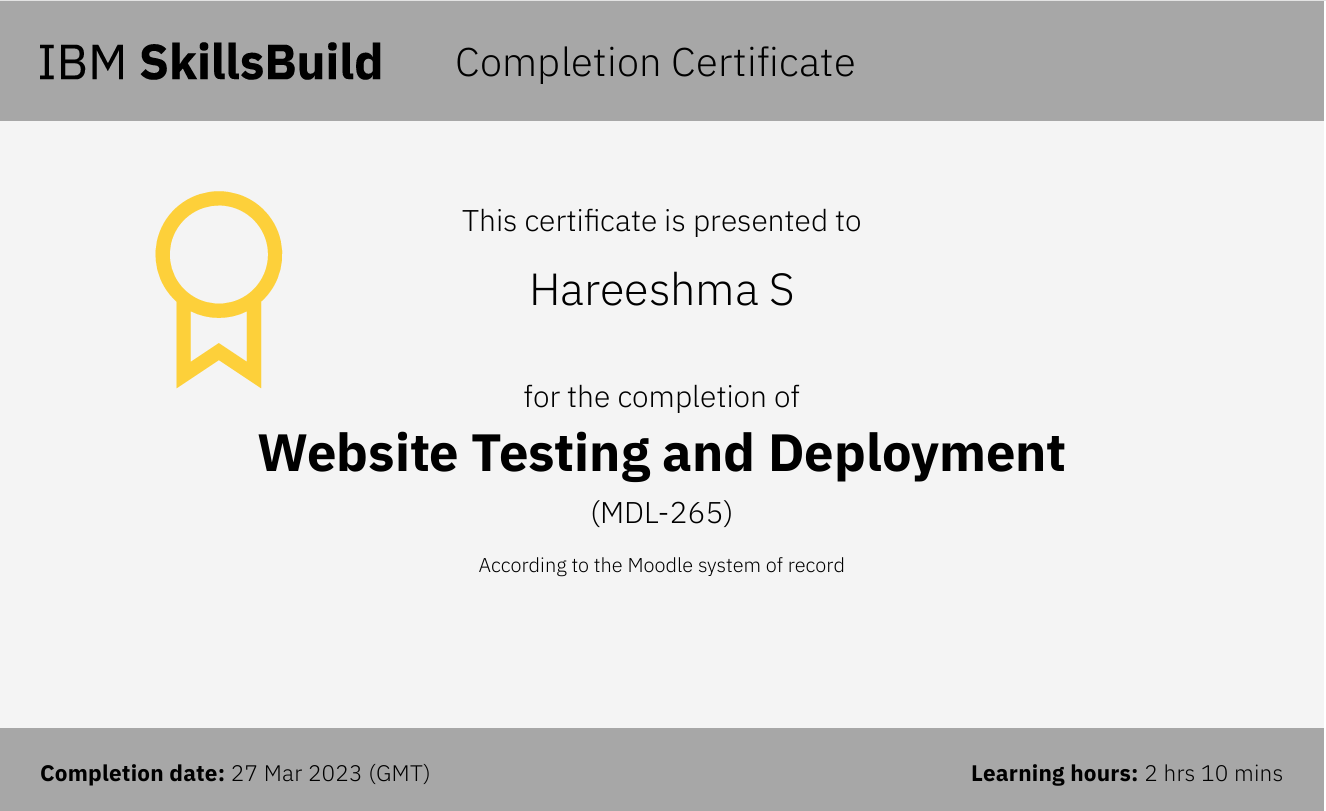 IBM SkillsBuild Completion Certificate
This certificate is presented to
Hareeshma S
for the completion of
Website Testing and Deployment
(MDL-265)
According to the Moodle system of record
Completion date: 27 Mar 2023 (GMT) Learning hours: 2 hrs 10 mins